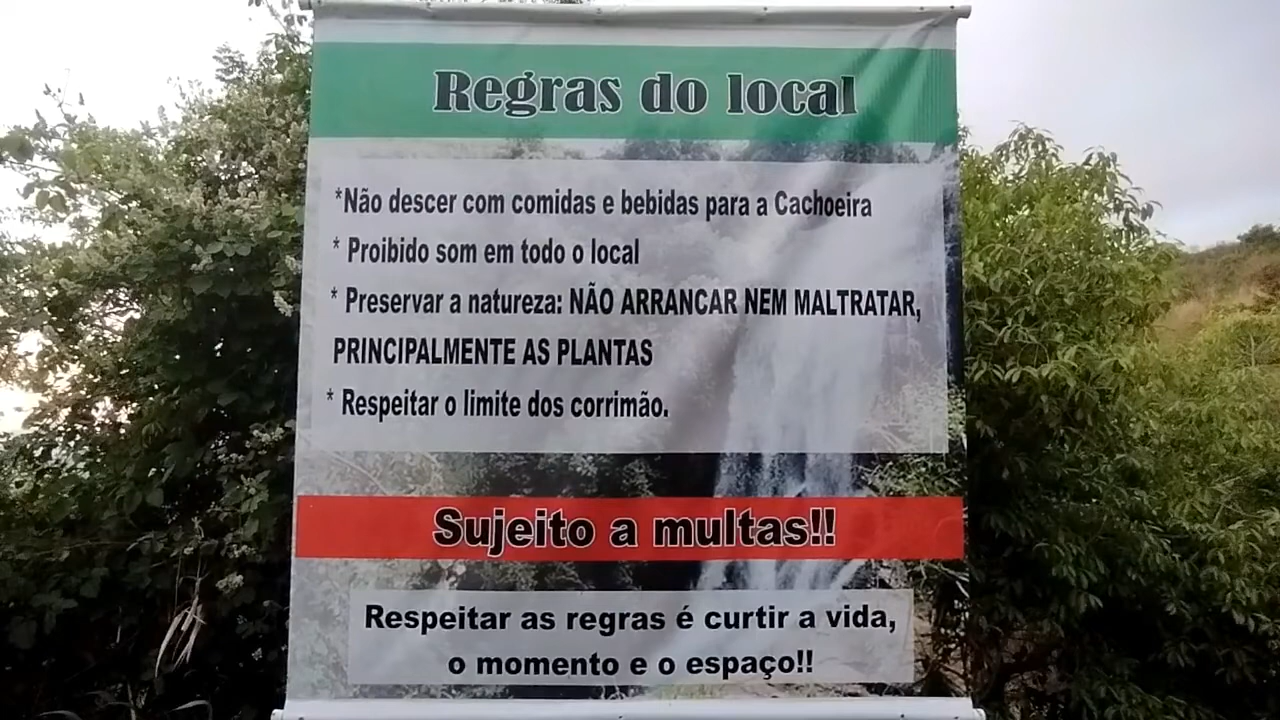 Regras do local
*Não descer com comidas e bebidas para a Cachoeira
* Proibido som em todo o local
* Preservar a natureza: NÃO ARRANCAR NEM MALTRATAR,
PRINCIPALMENTE AS PLANTAS
* Respeitar o limite dos corrimão.
Sujeito a multas!!
Respeitar as regras é curtir a vida,
o momento e o espaço!!